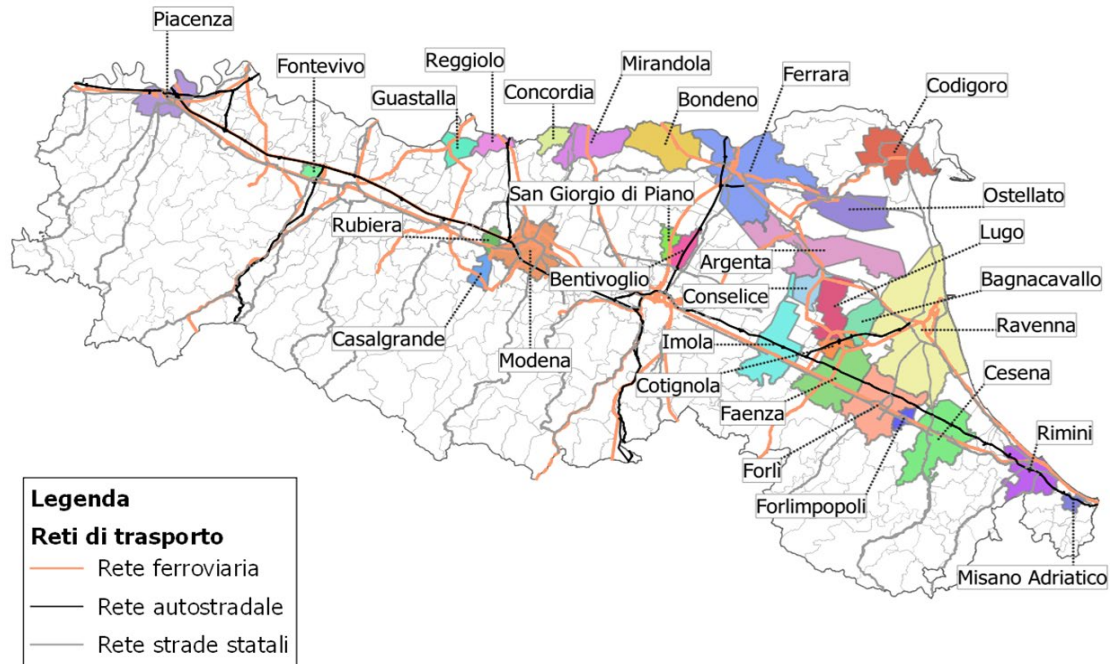 Piacenza
Fontevivo
Guastalla
Reggiolo
Concordia
Mirandola
Bondeno
Ferrara
Codigoro
San Giorgio di Piano
Ostellato
Rubiera
Lugo
Bentivoglio
Argenta
Bagnacavallo
Conselice
Casalgrande
Modena
Imola
Ravenna
Cotignola
Cesena
Faenza
Rimini
Forlì
Forlimpopoli
Misano Adriatico
Legenda
Reti di trasporto
Rete ferroviaria
Rete autostradale
Rete strade statali